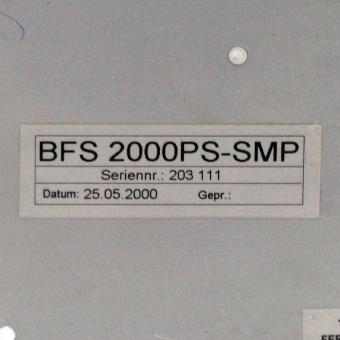 BFS 2000PS-SMP
Seriennr.: 203 111
Datum: 25.05.2000 Gepr.: